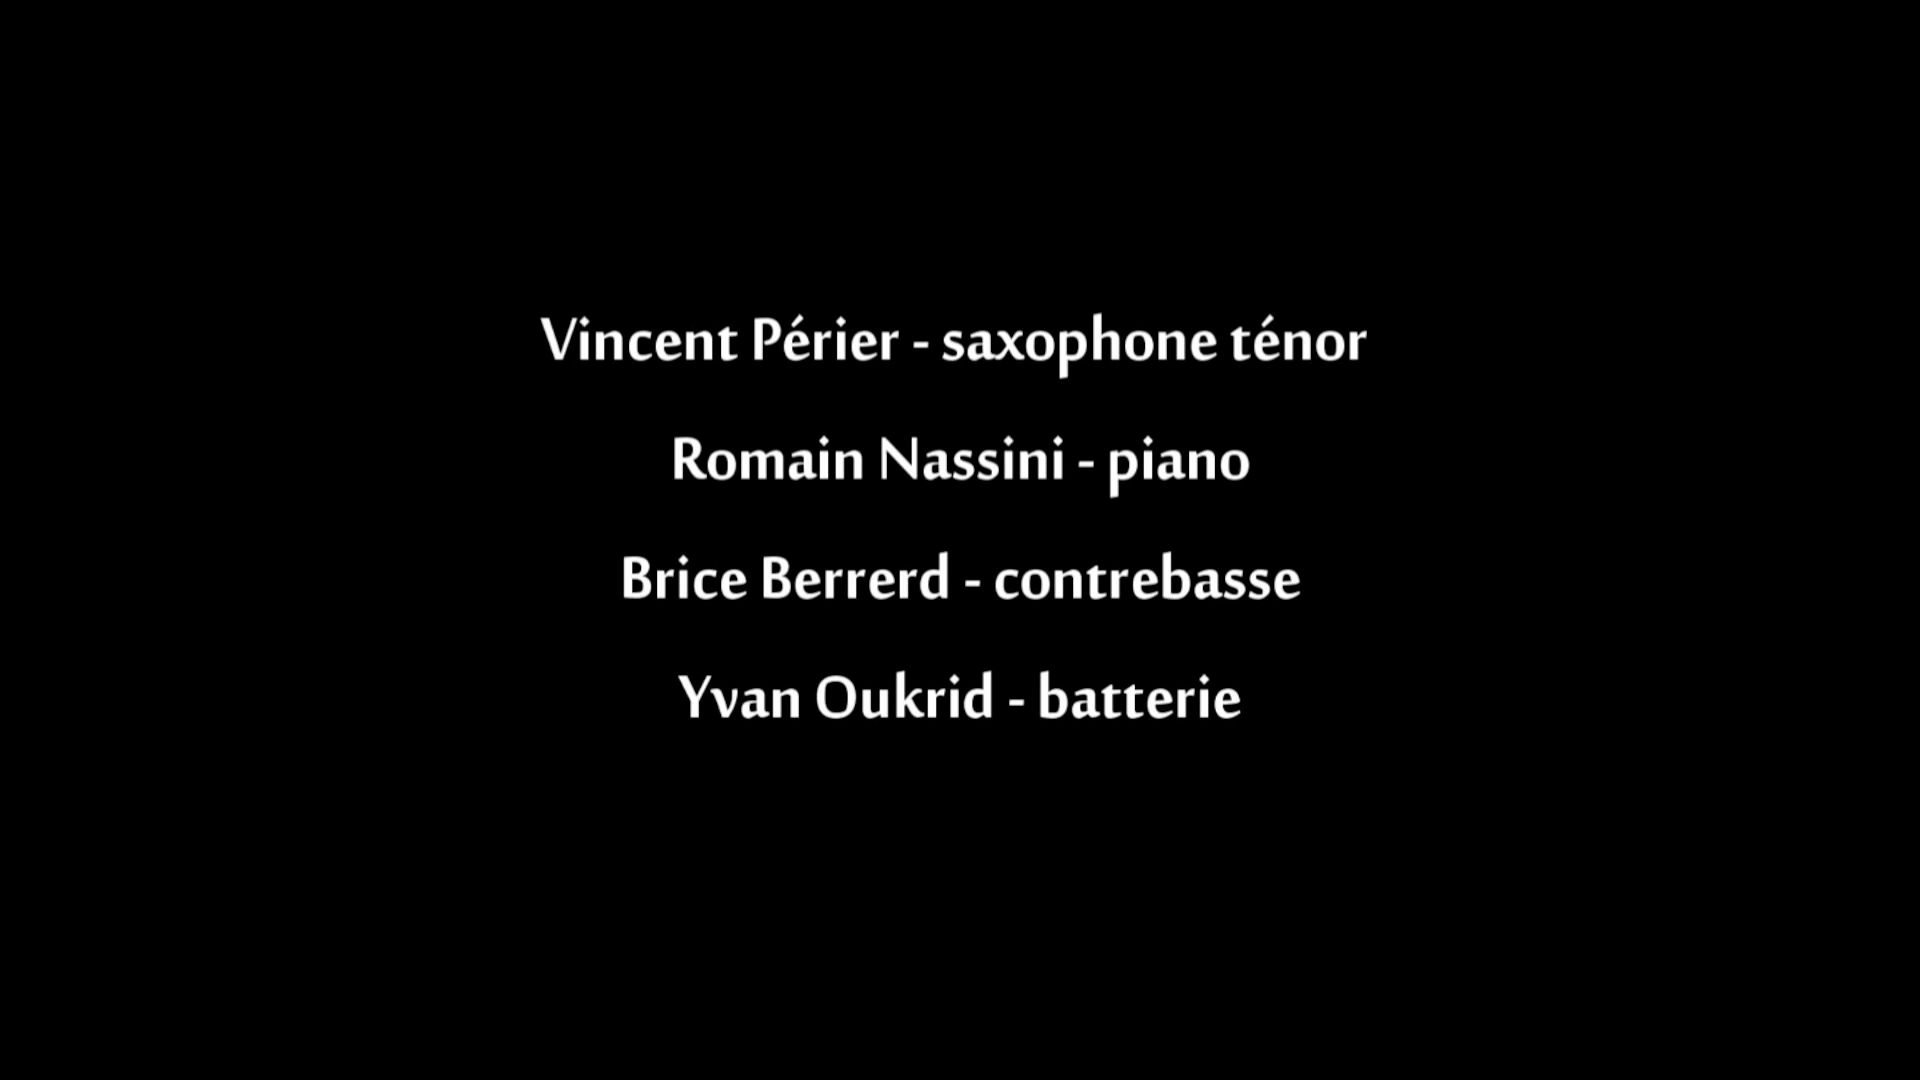 Vincent Périer - saxophone ténor
Romain Nassini - piano
Brice Berrerd - contrebasse
Yvan Oukrid - batterie